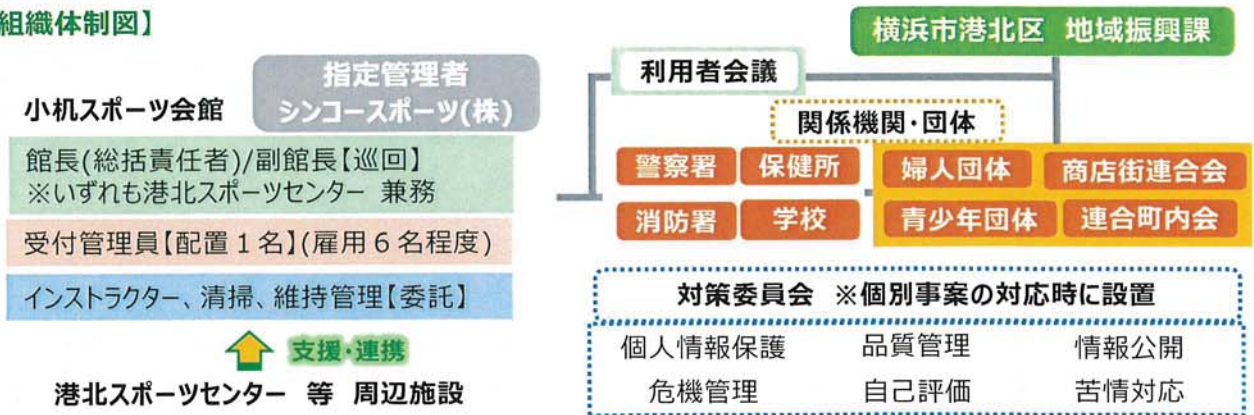 組織体制図】
小机スポーツ会館
指定管理者
シンコースポーツ(株)
館長(総括責任者)/副館長【巡回】
※いずれも港北スポーツセンター 兼務
受付管理員【配置1名】(雇用6名程度)
インストラクター、清掃、維持管理【委託】
支援・連携
港北スポーツセンター 等 周辺施設
横浜市港北区 地域振興課
利用者会議
関係機関・団体
警察署 保健所 婦人団体 商店街連合会
消防署 学校 青少年団体 連合町内会
対策委員会 ※個別事案の対応時に設置
個人情報保護 品質管理 情報公開
危機管理 自己評価 苦情対応